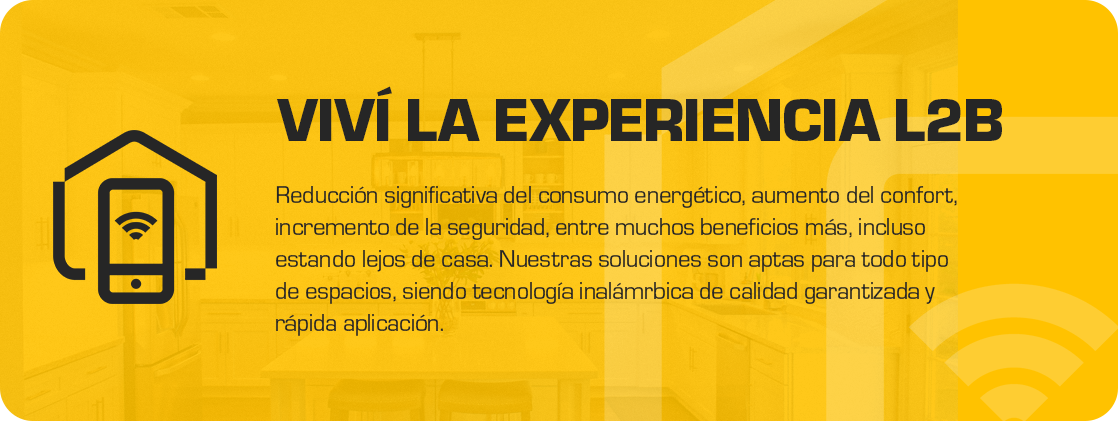 VIVÍ LA EXPERIENCIA L2B
Reducción significativa del consumo energético, aumento del confort,
incremento de la seguridad, entre muchos beneficios más, incluso
estando lejos de casa. Nuestras soluciones son aptas para todo tipo
de espacios, siendo tecnología inalámrbica de calidad garantizada y
rápida aplicación.